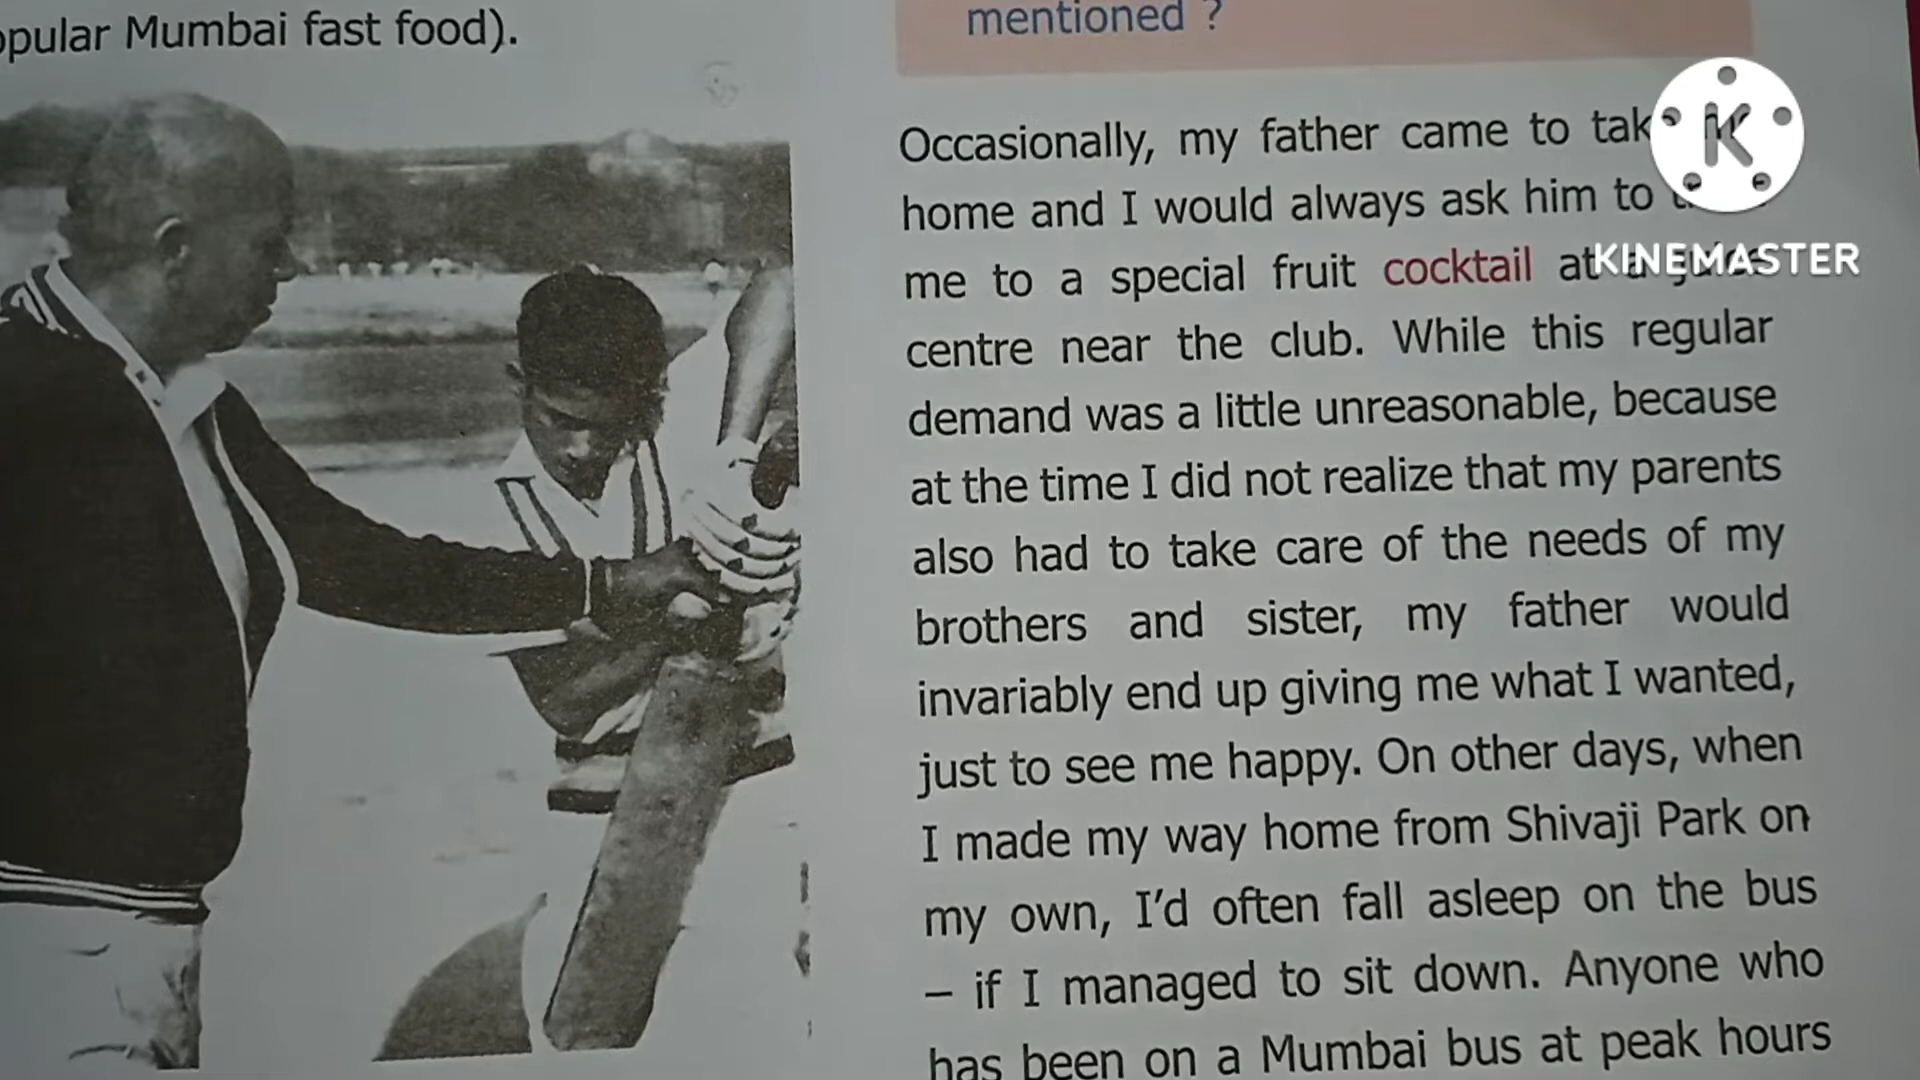 opular Mumbai fast food).
mentioned ?
Occasionally, my father came to take
home and I would always ask him to
me to a special fruit cocktail at a juice
centre near the club. While this regular
demand was a little unreasonable, because
at the time I did not realize that my parents
also had to take care of the needs of my
brothers and sister, my father would
invariably end up giving me what I wanted,
just to see me happy. On other days, when
I made my way home from Shivaji Park on
my own, I'd often fall asleep on the bus
– if I managed to sit down. Anyone who
has been on a Mumbai bus at peak hours
K
KINEMASTER